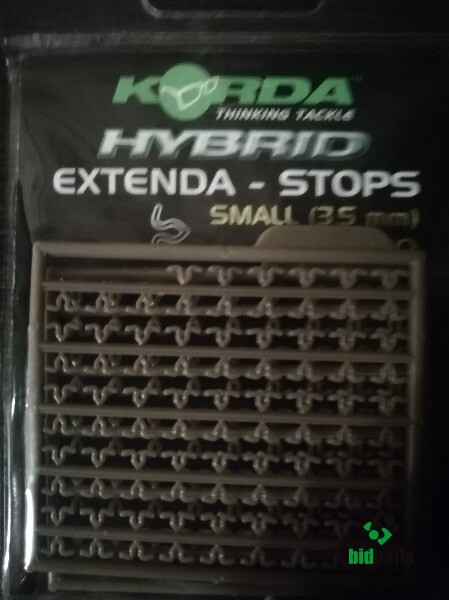 KORDA
THINKING TACKLE
HYBRID
EXTENDA - STOPS
SMALL (3.5 mm)
bidbaits